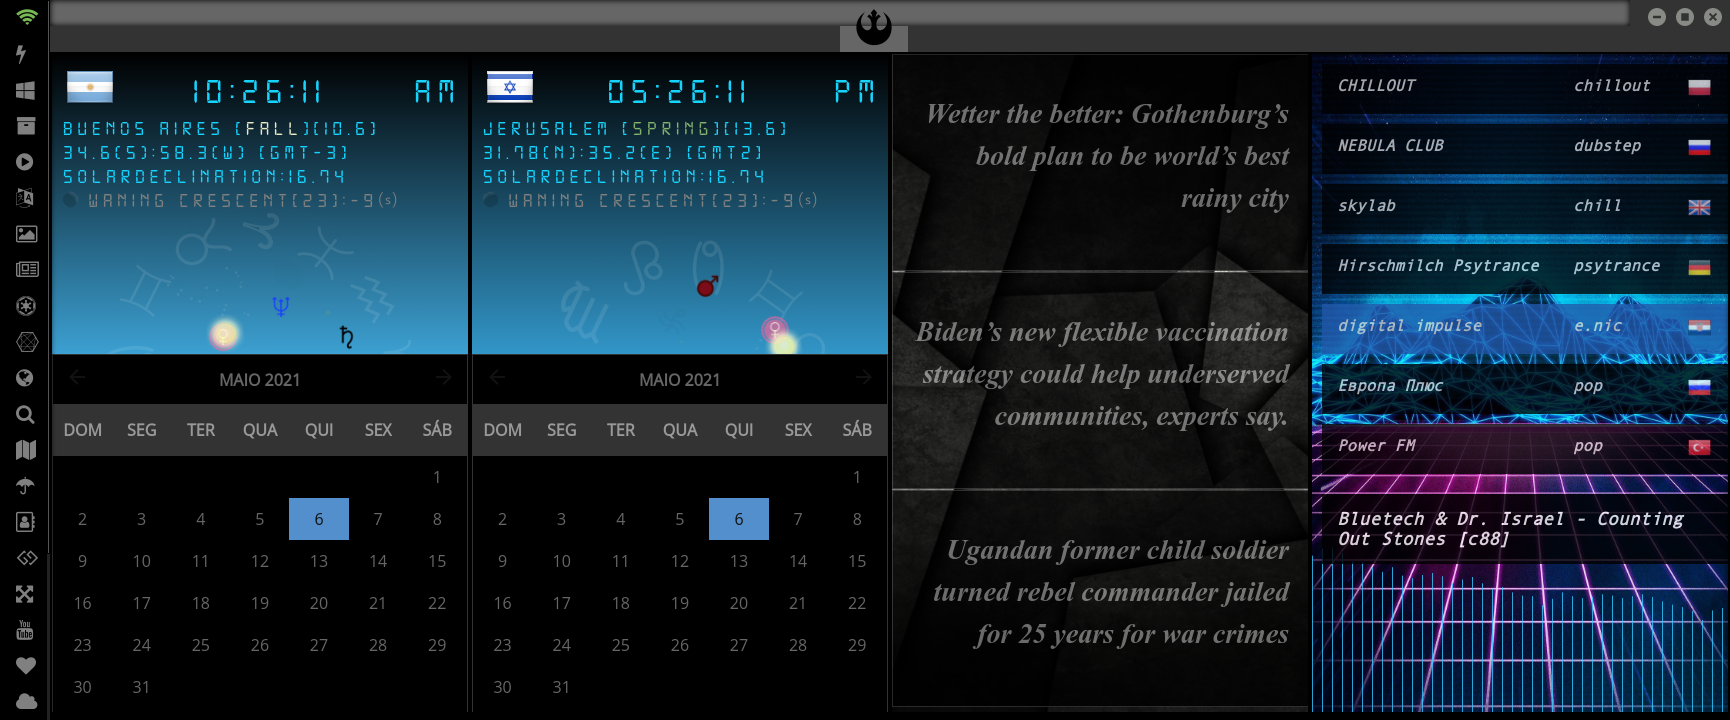 10:26:11 AM
BUENOS AIRES [FALL][10.6]
34.6(S):58.3(W) [GMT-3]
SOLARDECLINATION:16.74
WANING CRESCENT[23]:-9(s)
MAIO 2021
DOM SEG TER QUA QUI SEX SÁB
1
2 3 4 5 6 7 8
9 10 11 12 13 14 15
16 17 18 19 20 21 22
23 24 25 26 27 28 29
30 31
05:26:11 PM
JERUSALEM [SPRING][13.6]
31.78(N):35.2(E) [GMT2]
SOLARDECLINATION:16.74
WANING CRESCENT[23]:-9(s)
MAIO 2021
DOM SEG TER QUA QUI SEX SÁB
1
2 3 4 5 6 7 8
9 10 11 12 13 14 15
16 17 18 19 20 21 22
23 24 25 26 27 28 29
30 31
Wetter the better: Gothenburg’s
bold plan to be world’s best
rainy city
Biden’s new flexible vaccination
strategy could help underserved
communities, experts say.
Ugandan former child soldier
turned rebel commander jailed
for 25 years for war crimes
CHILLOUT chillout
NEBULA CLUB dubstep
skylab chill
Hirschmilch Psytrance psytrance
digital impulse e.nic
Европа Плюс pop
Power FM pop
Bluetech & Dr. Israel - Counting
Out Stones [c88]
You
Tube